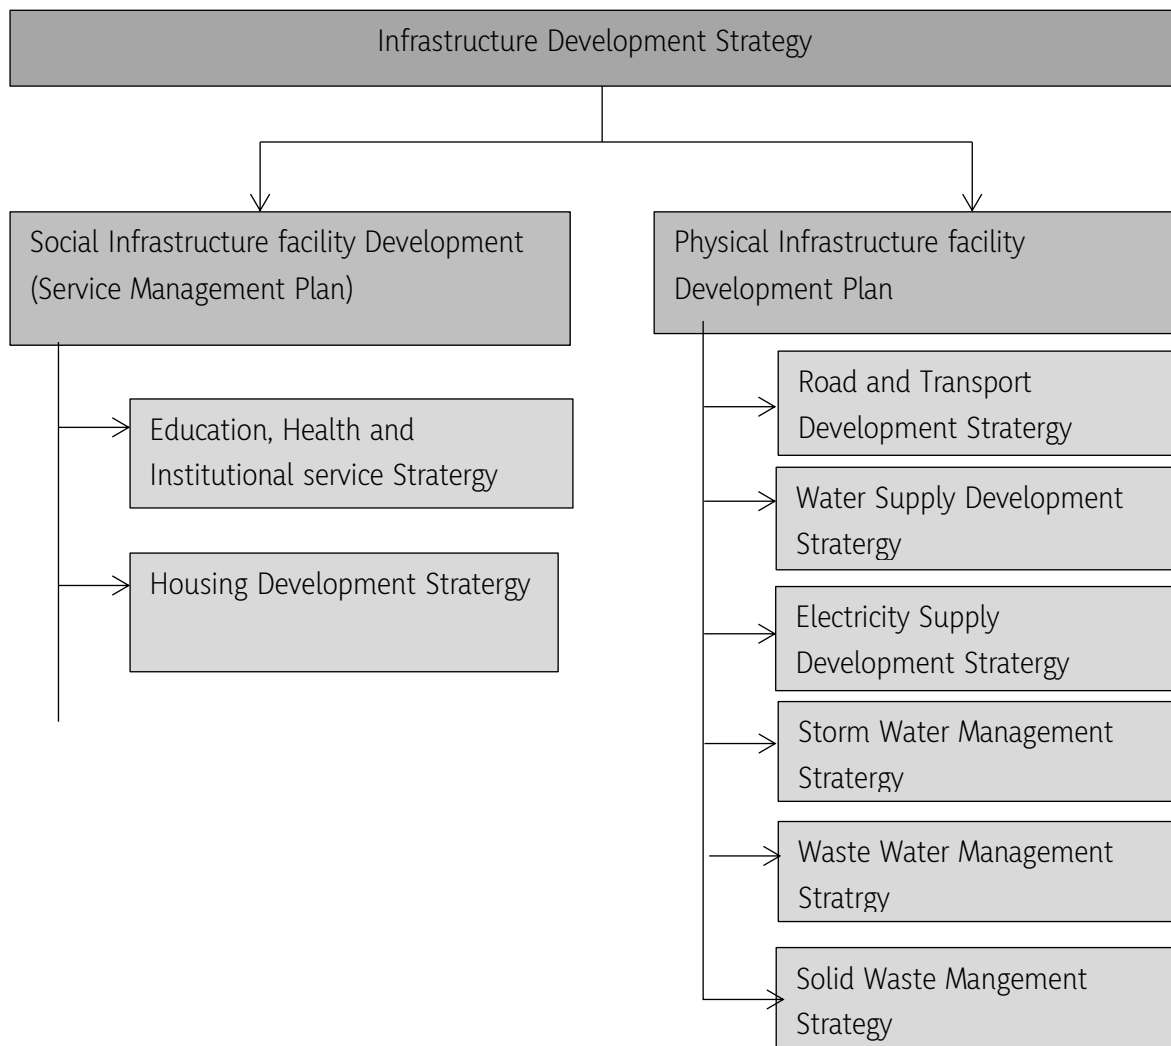 Infrastructure Development Strategy
Social Infrastructure facility Development
(Service Management Plan)
Education, Health and
Institutional service Stratergy
Housing Development Stratergy
Physical Infrastructure facility
Development Plan
Road and Transport
Development Stratergy
Water Supply Development
Stratergy
Electricity Supply
Development Stratergy
Storm Water Management
Stratergy
Waste Water Management
Stratrgy
Solid Waste Mangement
Strategy